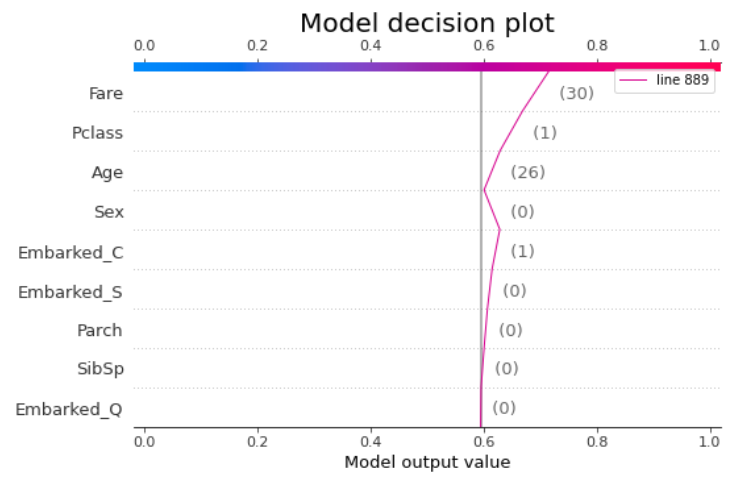 Model decision plot
0.0 0.2 0.4 0.6 0.8 1.0
line 889
Fare (30)
Pclass (1)
Age (26)
Sex (0)
Embarked_C (1)
Embarked_S (0)
Parch (0)
SibSp (0)
Embarked_Q (0)
0.0 0.2 0.4 0.6 0.8 1.0
Model output value